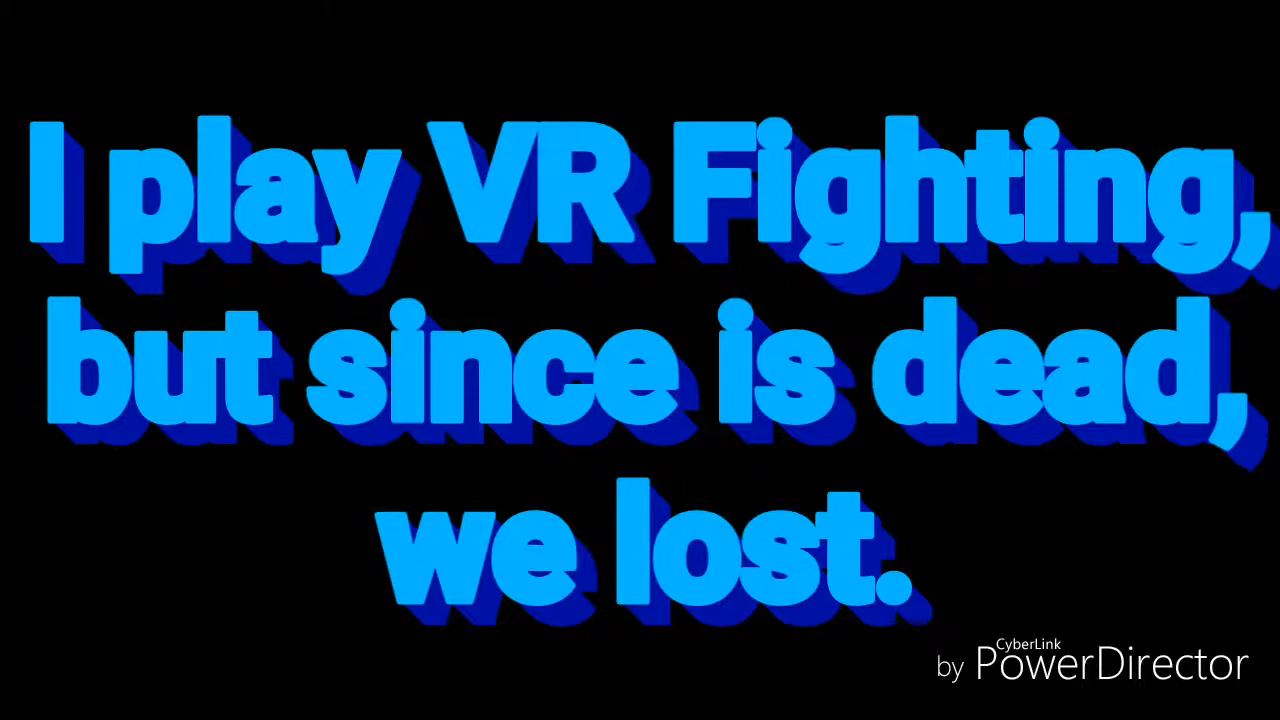 I play VR Fighting,
but since is dead,
we lost.
by CyberLink PowerDirector